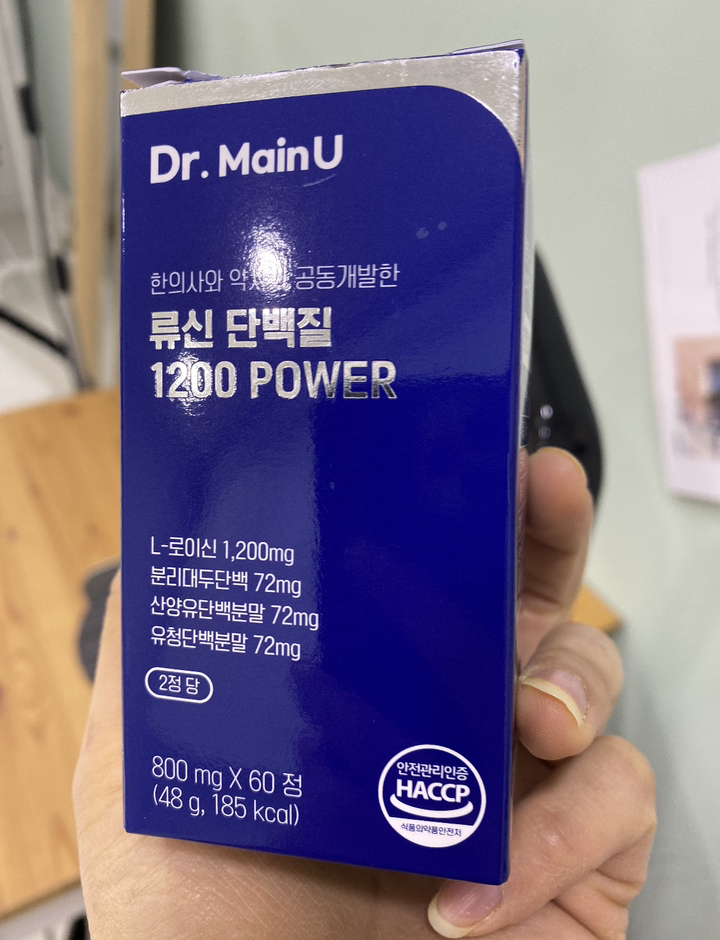 Dr. MainU
한의사와 공동개발한
류신 단백질
1200 POWER
L-로이신 1,200mg
분리대두단백 72mg
산양유단백분말 72mg
유청단백분말 72mg
2정 당
800 mg X 60 정
(48 g, 185 kcal)
안전관리인증
HACCP
식품의약품안전처